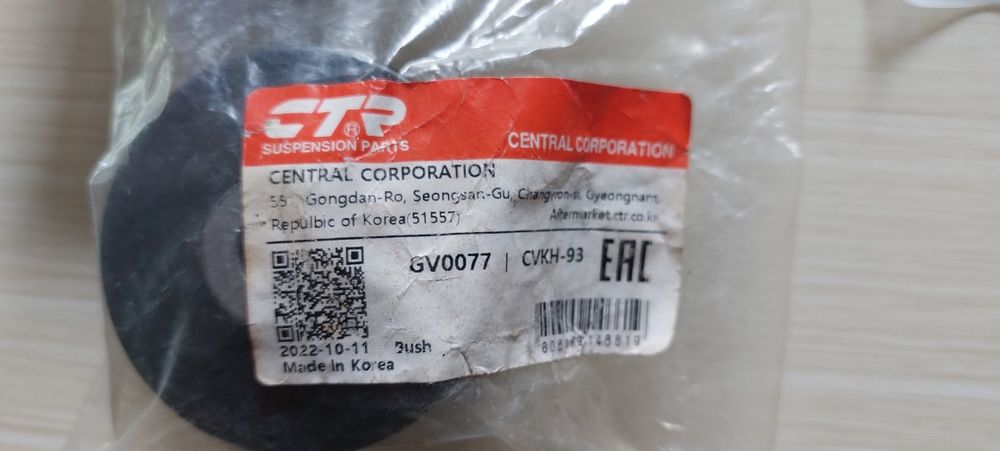 CTR®
SUSPENSION PARTS
CENTRAL CORPORATION
CENTRAL CORPORATION
55 Gongdan-Ro, Seongsan-Gu, Changwon-si, Gyeongnam,
Repulbic of Korea(51557)
Aftermarket.ctr.co.kr
GV0077 | CVKH-93
EAC
2022-10-11 Bush
Made In Korea